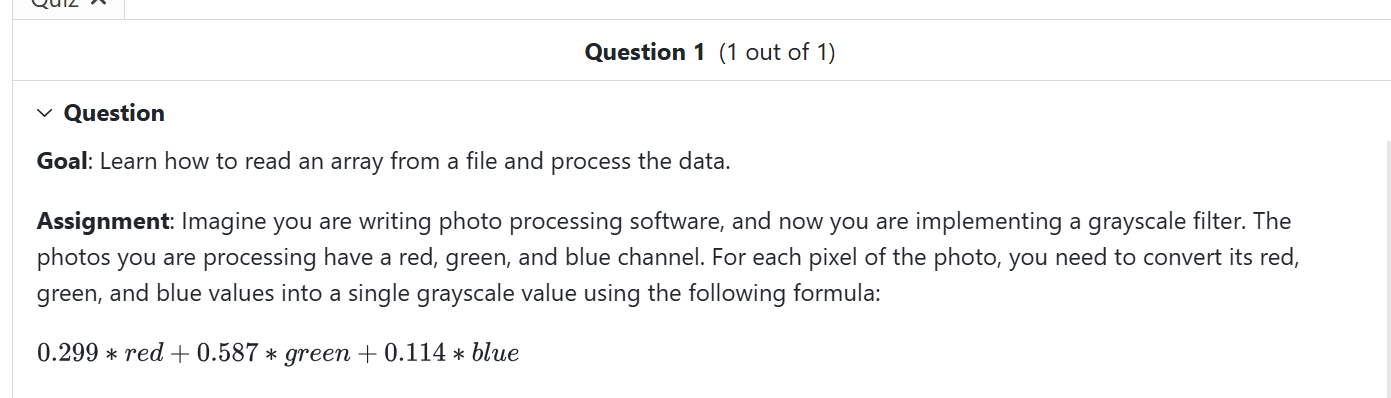 Quiz
Question 1 (1 out of 1)
Question
Goal: Learn how to read an array from a file and process the data.
Assignment: Imagine you are writing photo processing software, and now you are implementing a grayscale filter. The
photos you are processing have a red, green, and blue channel. For each pixel of the photo, you need to convert its red,
green, and blue values into a single grayscale value using the following formula:
0.299 * red + 0.587 * green + 0.114 * blue